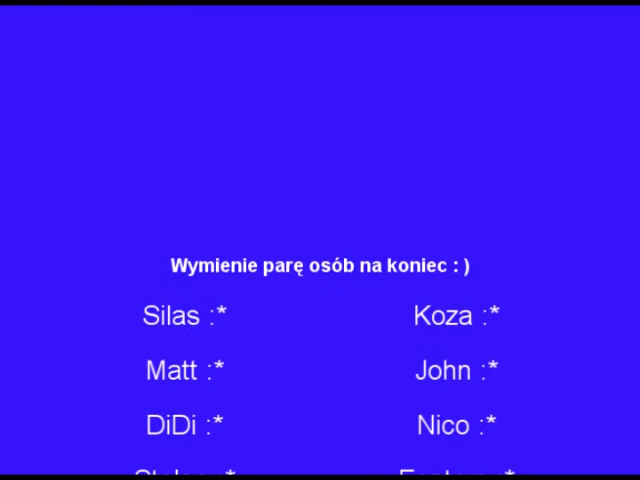 Wymienie parę osób na koniec : )
Silas :* Koza :*
Matt :* John :*
DiDi :* Nico :*